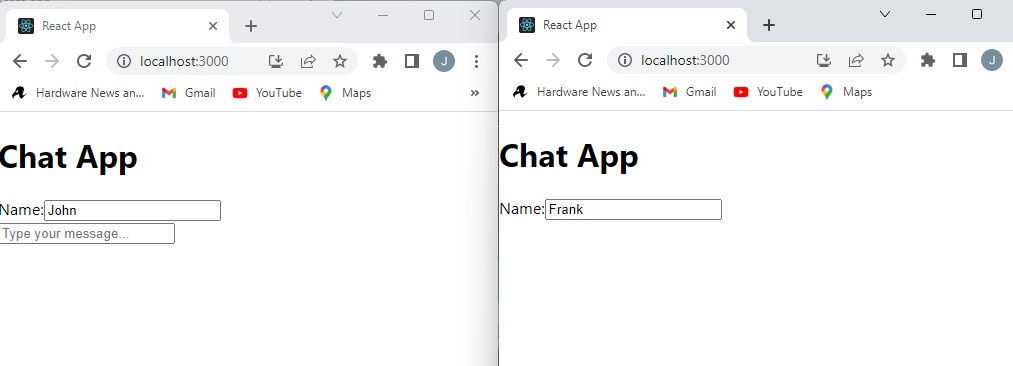 React App
localhost:3000
Hardware News an...
Gmail
YouTube
Maps
»
Chat App
Name: John
Type your message...
React App
localhost:3000
Hardware News an...
Gmail
YouTube
Maps
Chat App
Name: Frank
J
J